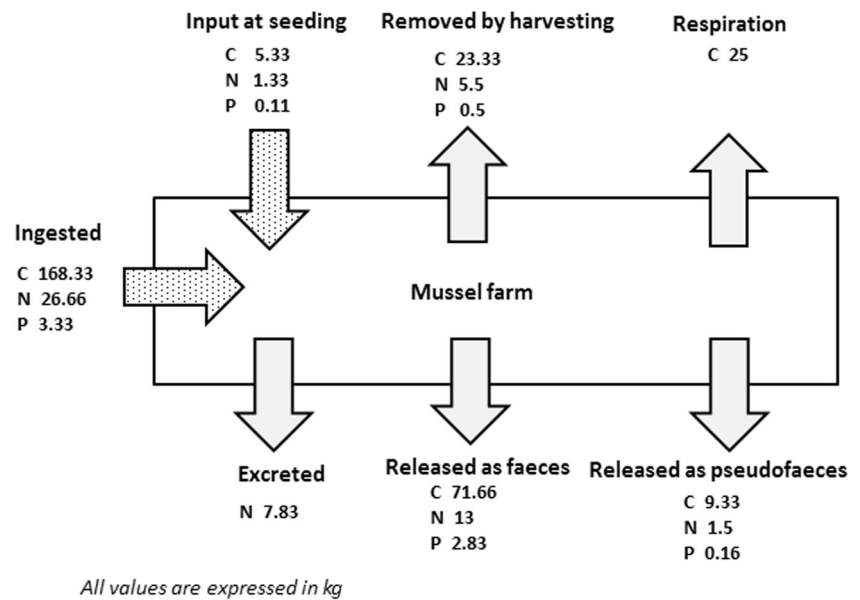 Input at seeding
C 5.33
N 1.33
P 0.11
Removed by harvesting
C 23.33
N 5.5
P 0.5
Respiration
C 25
Ingested
C 168.33
N 26.66
P 3.33
Mussel farm
Excreted
N 7.83
Released as faeces
C 71.66
N 13
P 2.83
Released as pseudofaeces
C 9.33
N 1.5
P 0.16
All values are expressed in kg